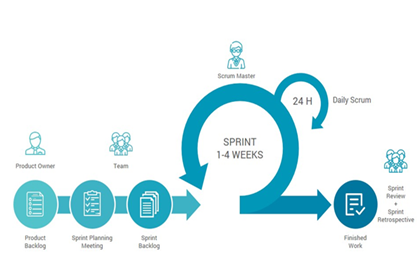 Scrum Master
24 H
Daily Scrum
SPRINT
1-4 WEEKS
Product Owner
Team
Product
Backlog
Sprint Planning
Meeting
Sprint
Backlog
Finished
Work
Sprint
Review
+
Sprint
Retrospective